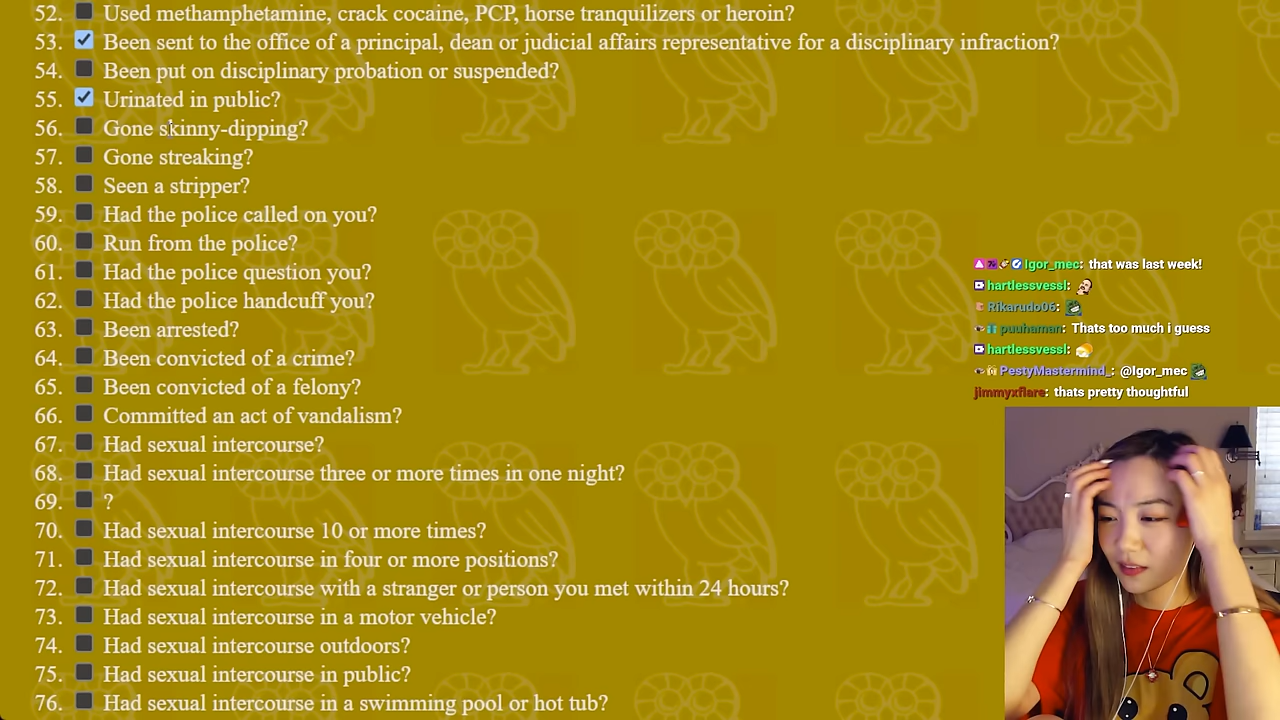 52. Used methamphetamine, crack cocaine, PCP, horse tranquilizers or heroin?
53. Been sent to the office of a principal, dean or judicial affairs representative for a disciplinary infraction?
54. Been put on disciplinary probation or suspended?
55. Urinated in public?
56. Gone skinny-dipping?
57. Gone streaking?
58. Seen a stripper?
59. Had the police called on you?
60. Run from the police?
61. Had the police question you?
62. Had the police handcuff you?
63. Been arrested?
64. Been convicted of a crime?
65. Been convicted of a felony?
66. Committed an act of vandalism?
67. Had sexual intercourse?
68. Had sexual intercourse three or more times in one night?
69. ?
70. Had sexual intercourse 10 or more times?
71. Had sexual intercourse in four or more positions?
72. Had sexual intercourse with a stranger or person you met within 24 hours?
73. Had sexual intercourse in a motor vehicle?
74. Had sexual intercourse outdoors?
75. Had sexual intercourse in public?
76. Had sexual intercourse in a swimming pool or hot tub?
Igor_mec: that was last week!
hartlessvessl:
Rikarudo06:
puuhaman: Thats too much i guess
hartlessvessl:
PestyMastermind_: @Igor_mec
jimmyxflare: thats pretty thoughtful